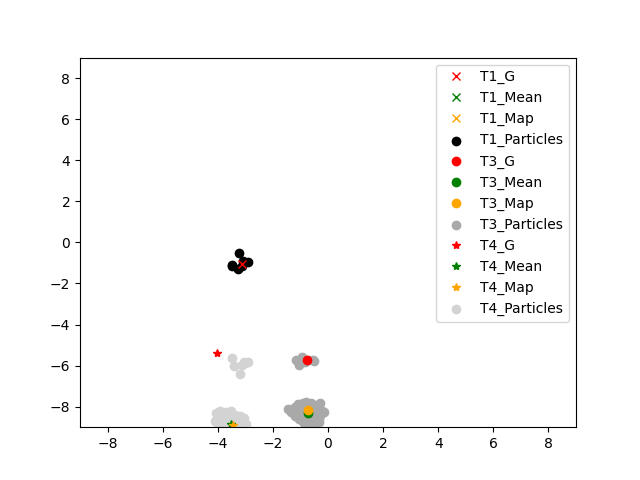 8
6
4
2
0
−2
−4
−6
−8
−8 −6 −4 −2 0 2 4 6 8
T1_G
T1_Mean
T1_Map
T1_Particles
T3_G
T3_Mean
T3_Map
T3_Particles
T4_G
T4_Mean
T4_Map
T4_Particles